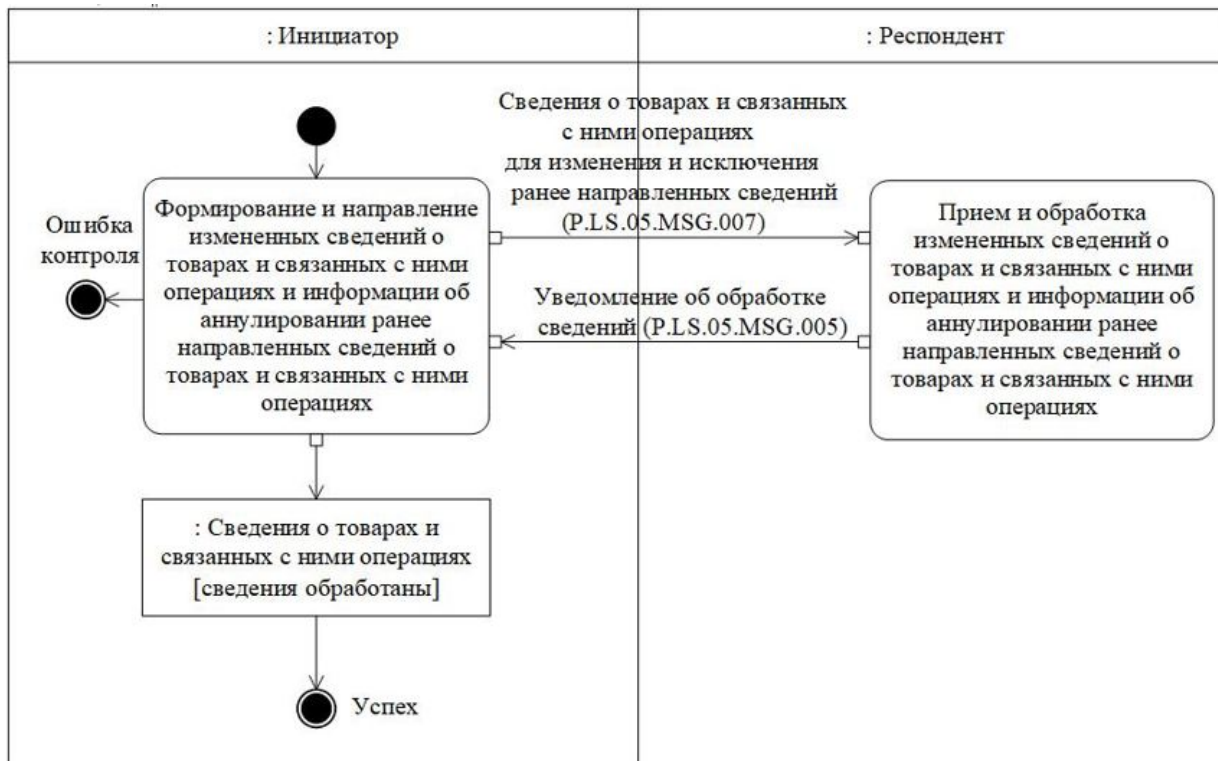 : Инициатор
: Респондент
Сведения о товарах и связанных
с ними операциях
для изменения и исключения
ранее направленных сведений
(P.LS.05.MSG.007)
Ошибка
контроля
Формирование и направление
измененных сведений о
товарах и связанных с ними
операциях и информации об
аннулировании ранее
направленных сведений о
товарах и связанных с ними
операциях
Уведомление об обработке
сведений (P.LS.05.MSG.005)
Прием и обработка
измененных сведений о
товарах и связанных с ними
операциях и информации об
аннулировании ранее
направленных сведений о
товарах и связанных с ними
операциях
: Сведения о товарах и
связанных с ними операциях
[сведения обработаны]
Успех